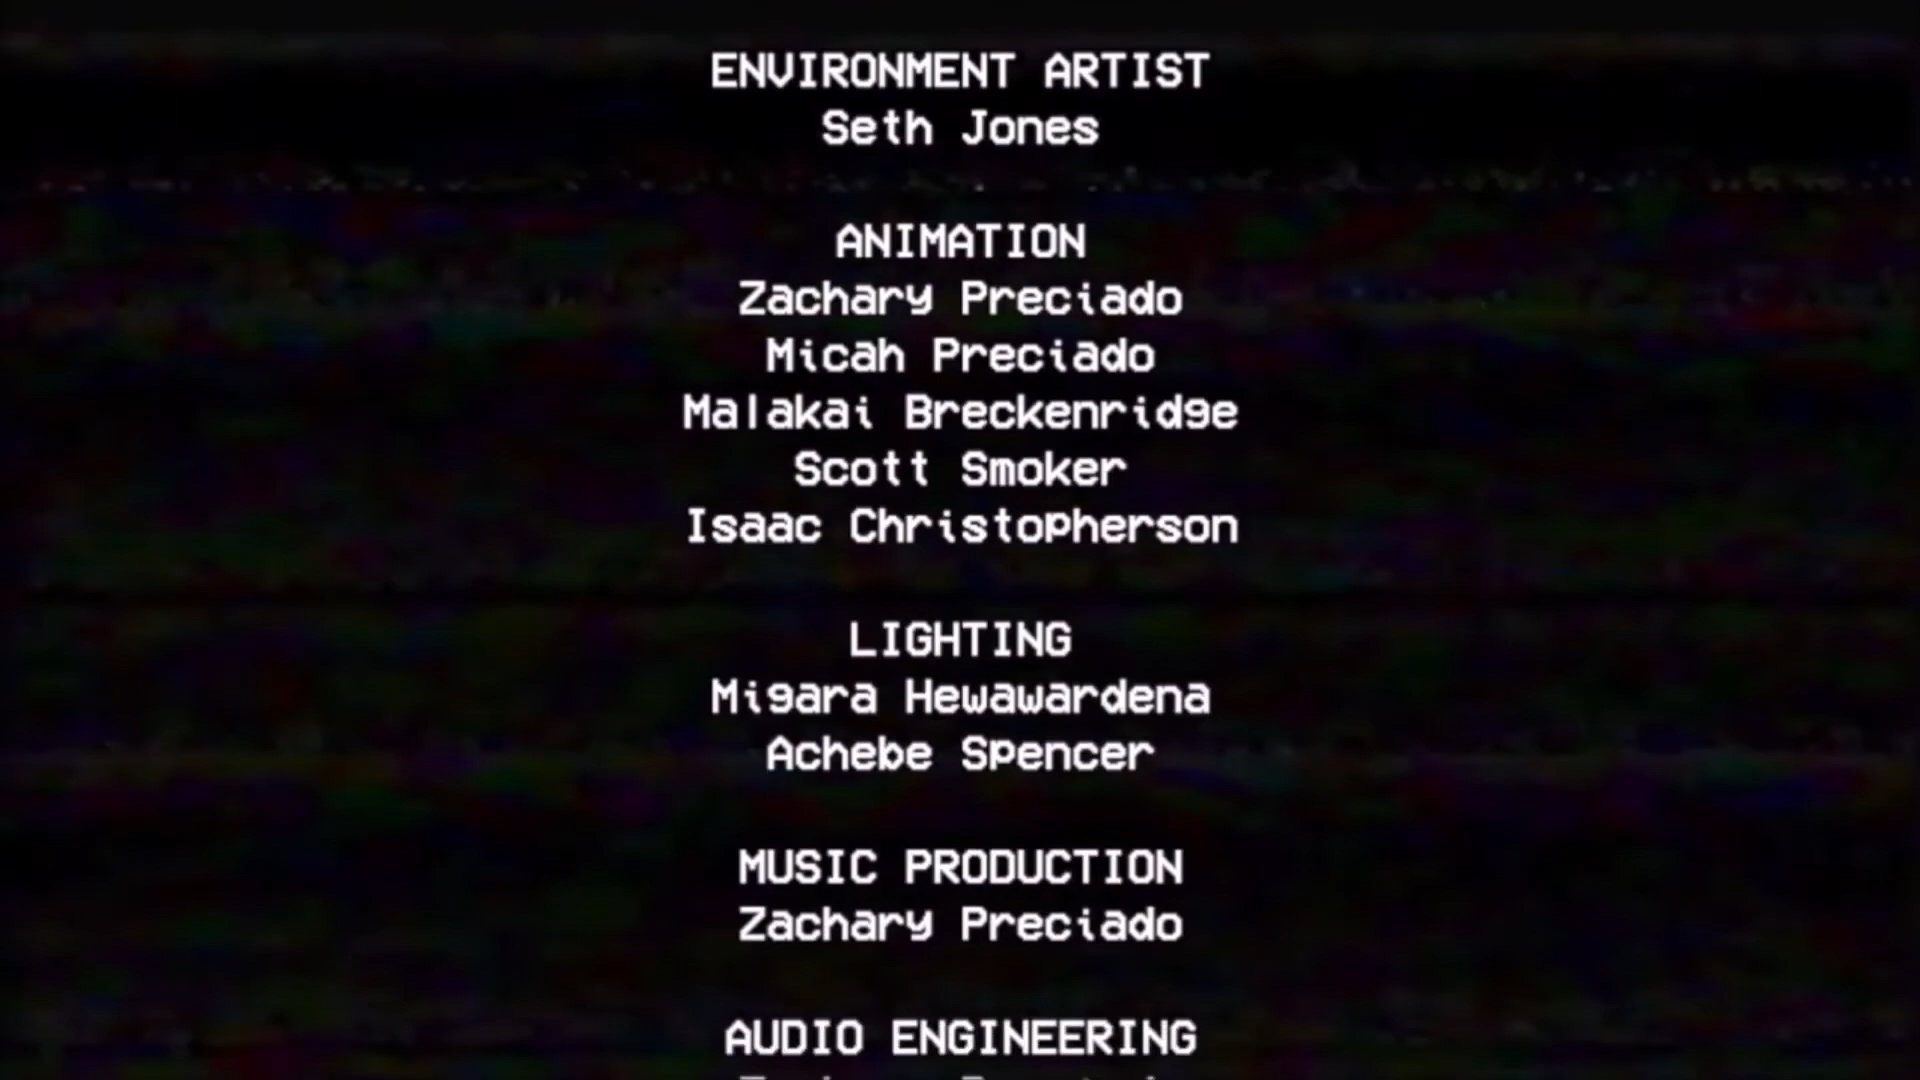 ENVIRONMENT ARTIST
Seth Jones
ANIMATION
Zachary Preciado
Micah Preciado
Malakai Breckenridge
Scott Smoker
Isaac Christopherson
LIGHTING
Migara Hewawardena
Achebe Spencer
MUSIC PRODUCTION
Zachary Preciado
AUDIO ENGINEERING